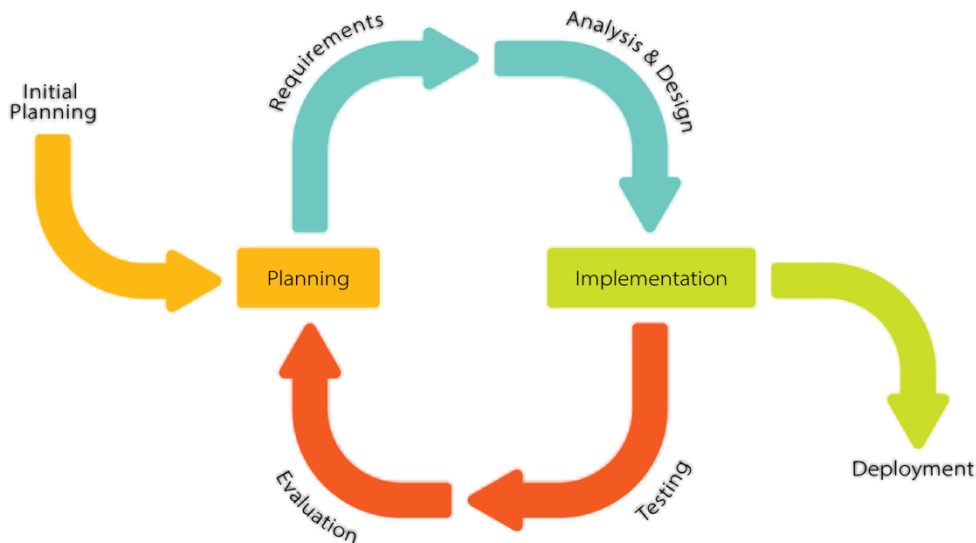 Initial
Planning
Requirements
Analysis & Design
Planning
Implementation
Evaluation
Testing
Deployment